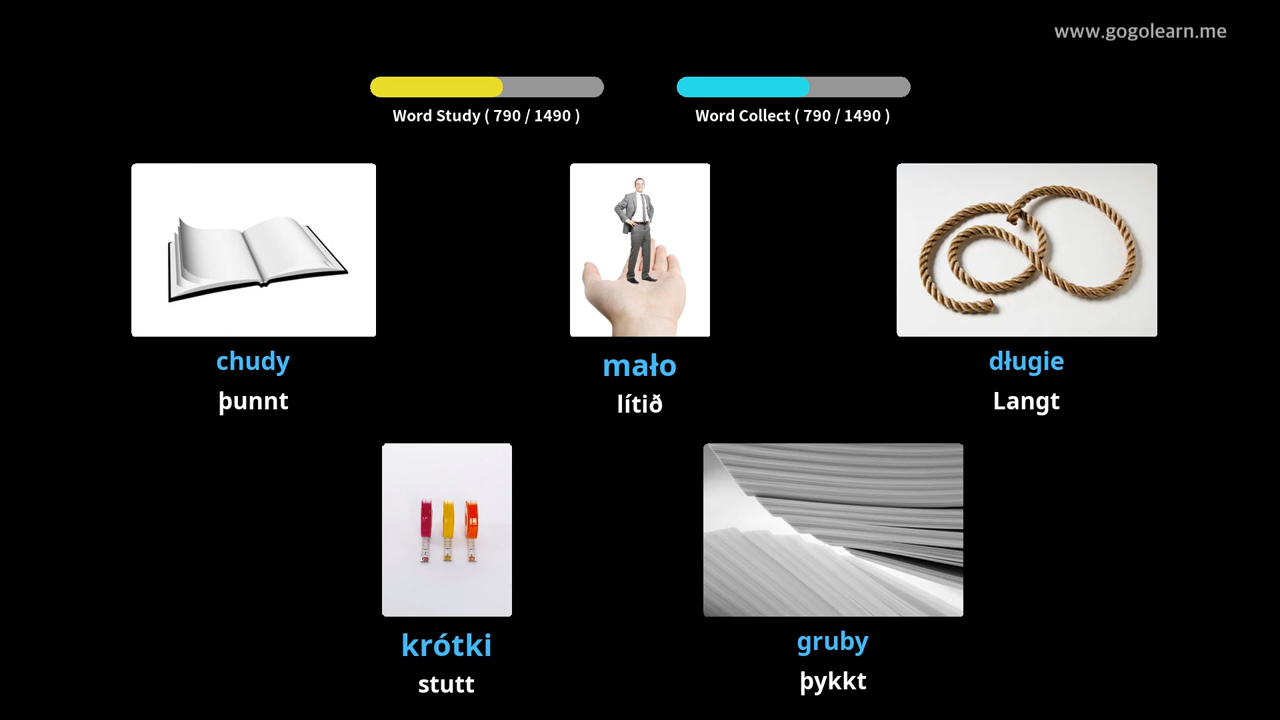 www.gogolearn.me
Word Study ( 790 / 1490 )
Word Collect ( 790 / 1490 )
chudy
þunnt
mało
lítið
długie
Langt
krótki
stutt
gruby
þykkt